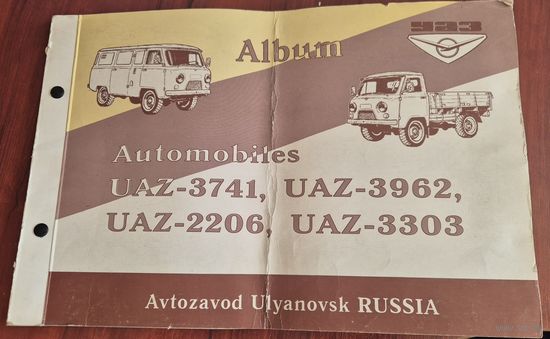 УАЗ
Album
Automobiles
UAZ-3741, UAZ-3962,
UAZ-2206, UAZ-3303
Avtozavod Ulyanovsk RUSSIA